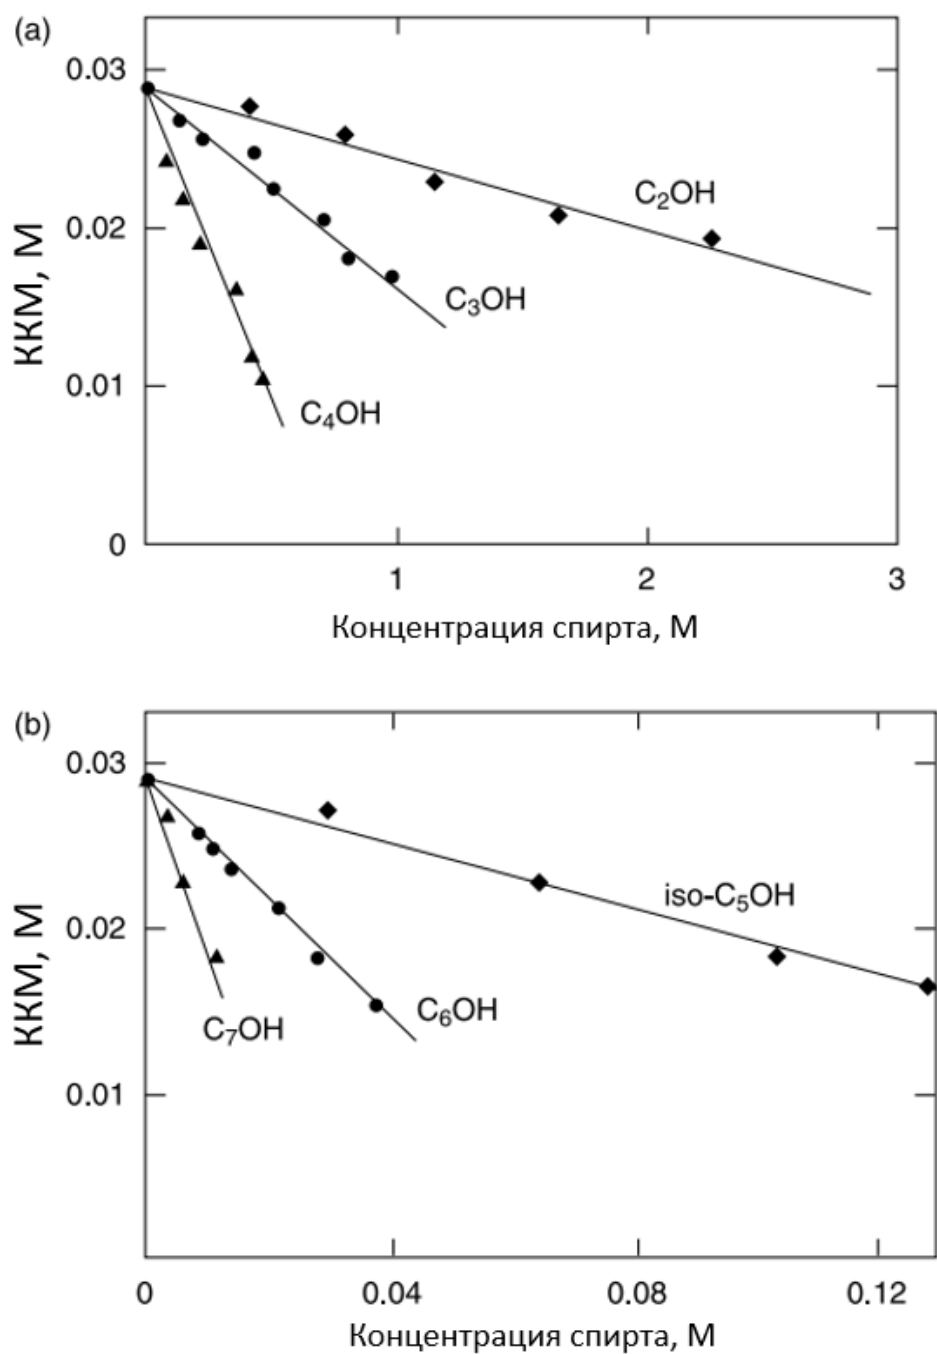 (a)
0.03
0.02
0.01
0
ККМ, М
C₂OH
C₃OH
C₄OH
1
2
3
Концентрация спирта, М
(b)
0.03
0.02
0.01
ККМ, М
iso-C₅OH
C₆OH
C₇OH
0
0.04
0.08
0.12
Концентрация спирта, М